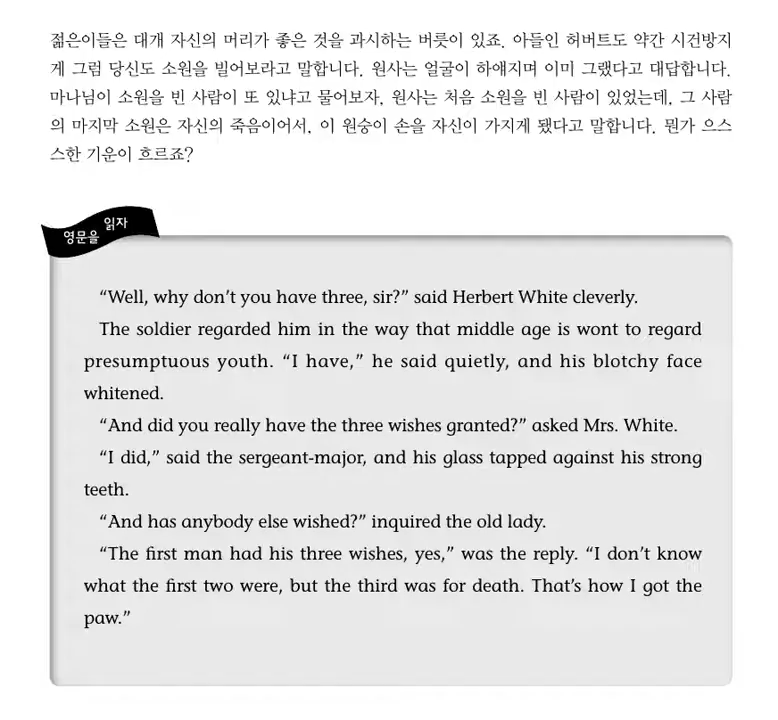 젊은이들은 대개 자신의 머리가 좋은 것을 과시하는 버릇이 있죠. 아들인 허버트도 약간 시건방지
게 그럼 당신도 소원을 빌어보라고 말합니다. 원사는 얼굴이 하얘지며 이미 그랬다고 대답합니다.
마나님이 소원을 빈 사람이 또 있냐고 물어보자, 원사는 처음 소원을 빈 사람이 있었는데, 그 사람
의 마지막 소원은 자신의 죽음이어서, 이 원숭이 손을 자신이 가지게 됐다고 말합니다. 뭔가 으스
스한 기운이 흐르죠?
영문을 읽자
“Well, why don’t you have three, sir?” said Herbert White cleverly.
The soldier regarded him in the way that middle age is wont to regard
presumptuous youth. “I have,” he said quietly, and his blotchy face
whitened.
“And did you really have the three wishes granted?” asked Mrs. White.
“I did,” said the sergeant-major, and his glass tapped against his strong
teeth.
“And has anybody else wished?” inquired the old lady.
“The first man had his three wishes, yes,” was the reply. “I don’t know
what the first two were, but the third was for death. That’s how I got the
paw.”